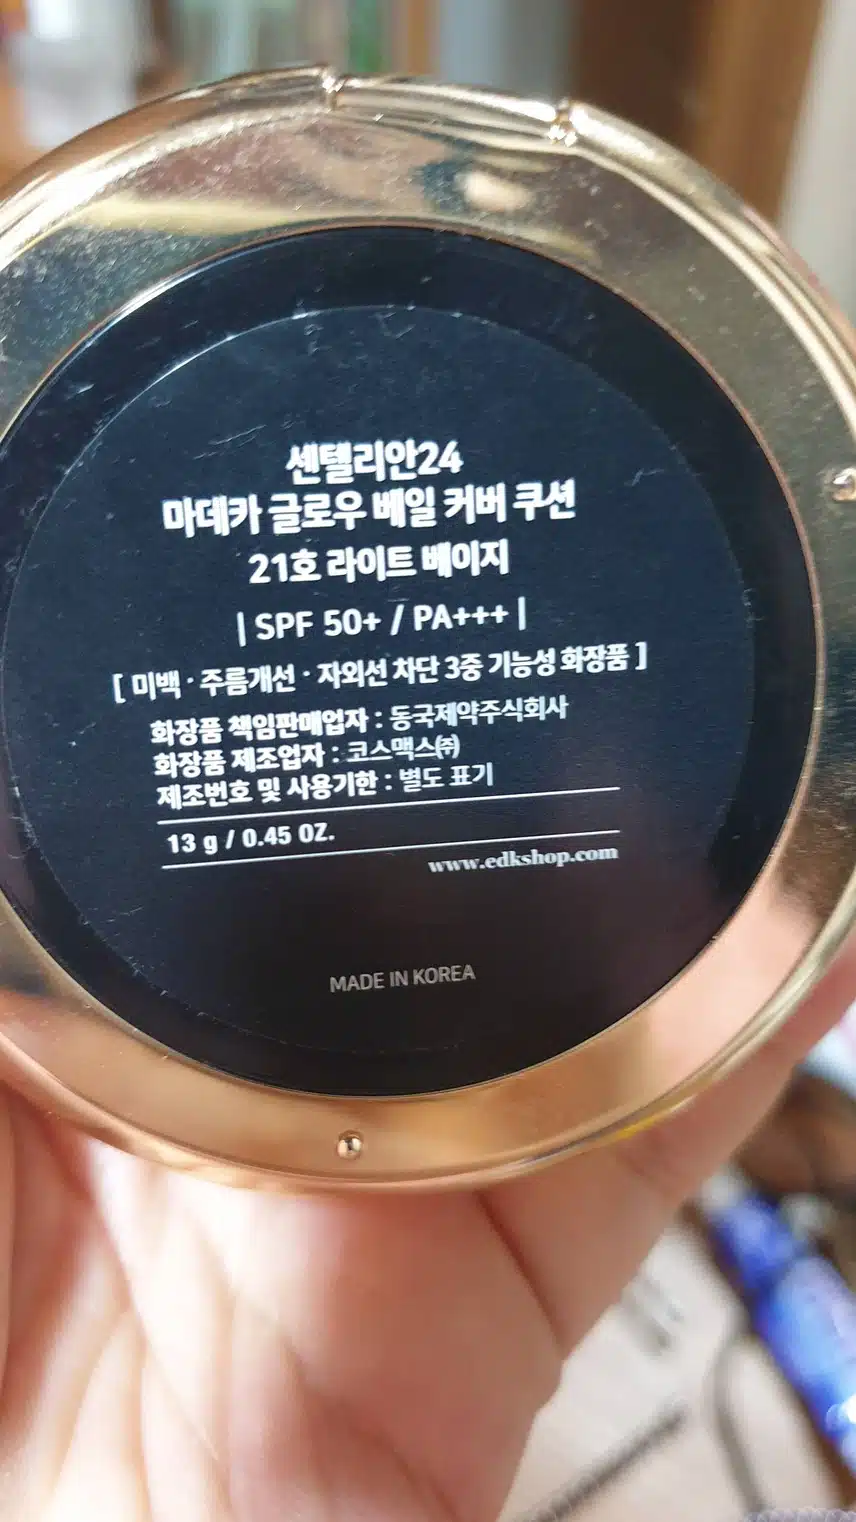 센텔리안24
마데카 글로우 베일 커버 쿠션
21호 라이트 베이지
| SPF 50+ / PA+++ |
[ 미백 · 주름개선 · 자외선 차단 3중 기능성 화장품 ]
화장품 책임판매업자 : 동국제약주식회사
화장품 제조업자 : 코스맥스㈜
제조번호 및 사용기한 : 별도 표기
13 g / 0.45 OZ.
www.edkshop.com
MADE IN KOREA